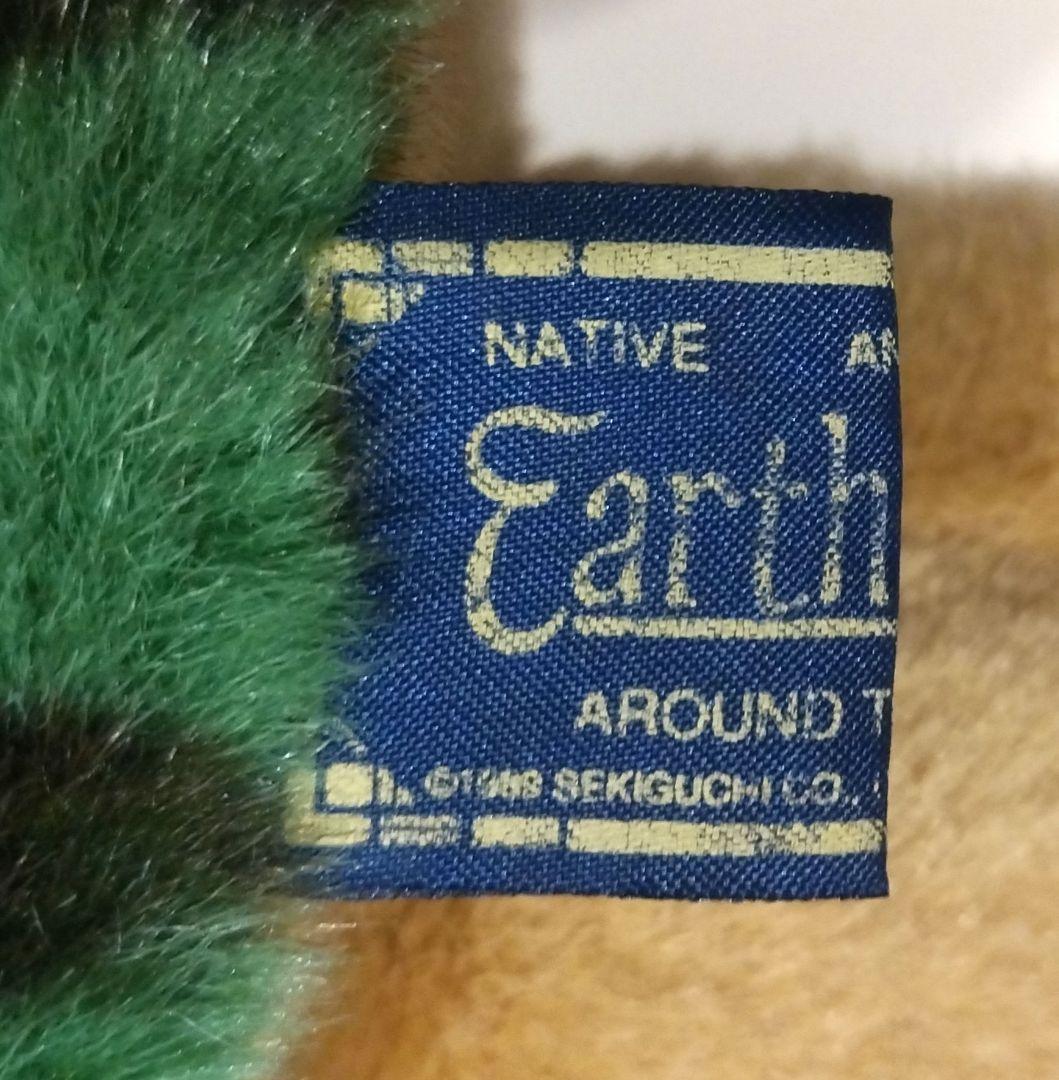 NATIVE
Earth
AROUND T
SEKIGUCHI CO.,